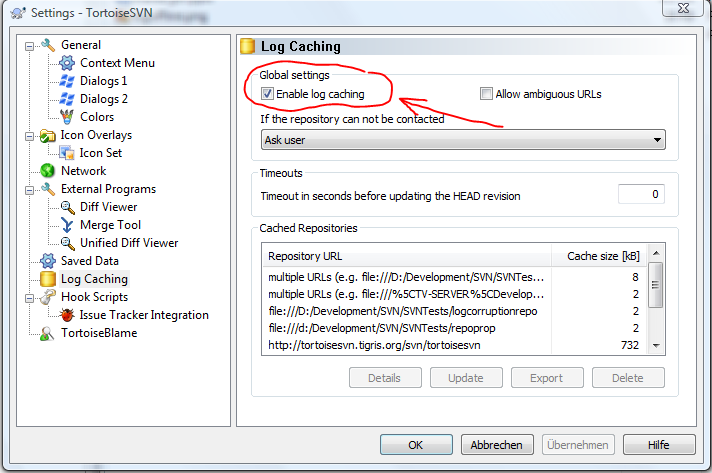 Settings - TortoiseSVN
General
Context Menu
Dialogs 1
Dialogs 2
Colors
Icon Overlays
Icon Set
Network
External Programs
Diff Viewer
Merge Tool
Unified Diff Viewer
Saved Data
Log Caching
Hook Scripts
Issue Tracker Integration
TortoiseBlame
Log Caching
Global settings
Enable log caching Allow ambiguous URLs
If the repository can not be contacted
Ask user
Timeouts
Timeout in seconds before updating the HEAD revision 0
Cached Repositories
Repository URL Cache size [kB]
multiple URLs (e.g. file:///D:/Development/SVN/SVNTes... 8
multiple URLs (e.g. file:///%5CTV-SERVER%5CDevelop... 2
file:///D:/Development/SVN/SVNTests/logcorruptionrepo 2
file:///d:/Development/SVN/SVNTests/repoprop 2
http://tortoisesvn.tigris.org/svn/tortoisesvn 732
Details Update Export Delete
OK Abbrechen Übernehmen Hilfe